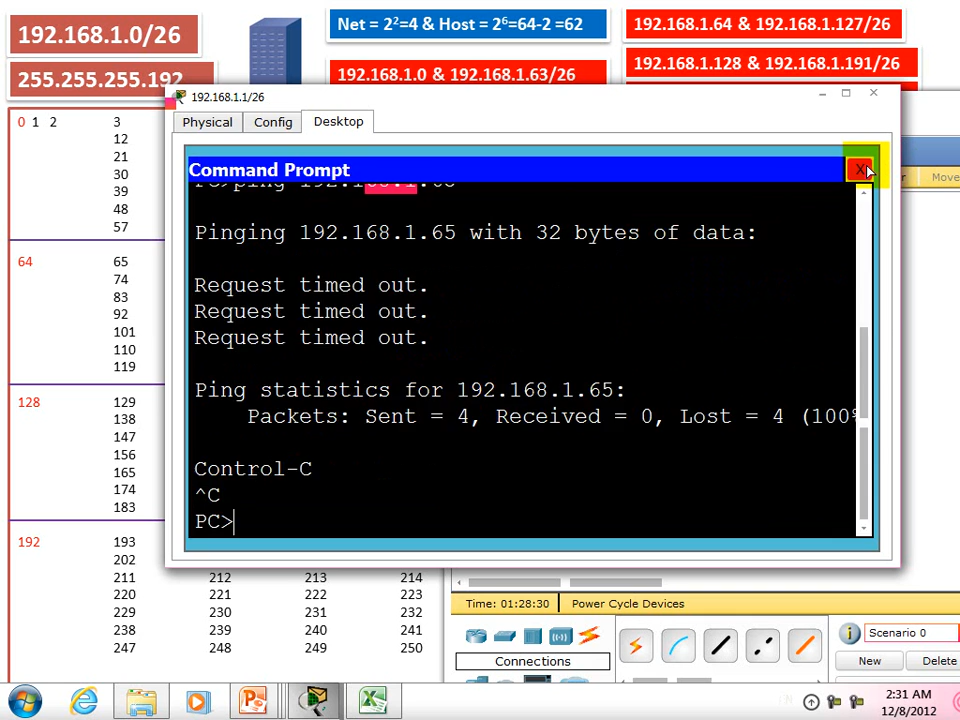 192.168.1.0/26
255.255.255.192
Net = 2²=4 & Host = 2⁶=64-2 =62
192.168.1.0 & 192.168.1.63/26
192.168.1.64 & 192.168.1.127/26
192.168.1.128 & 192.168.1.191/26
192.168.1.1/26
Physical Config Desktop
Command Prompt X
Pinging 192.168.1.65 with 32 bytes of data:
Request timed out.
Request timed out.
Request timed out.
Ping statistics for 192.168.1.65:
Packets: Sent = 4, Received = 0, Lost = 4 (100%
Control-C
^C
PC>
0 1 2 3
12
21
30
39
48
57
64 65
74
83
92
101
110
119
128 129
138
147
156
165
174
183
192 193
202
211 212 213 214
220 221 222 223
229 230 231 232
238 239 240 241
247 248 249 250
Move
Time: 01:28:30 Power Cycle Devices
Connections
Scenario 0
New Delete
2:31 AM
12/8/2012